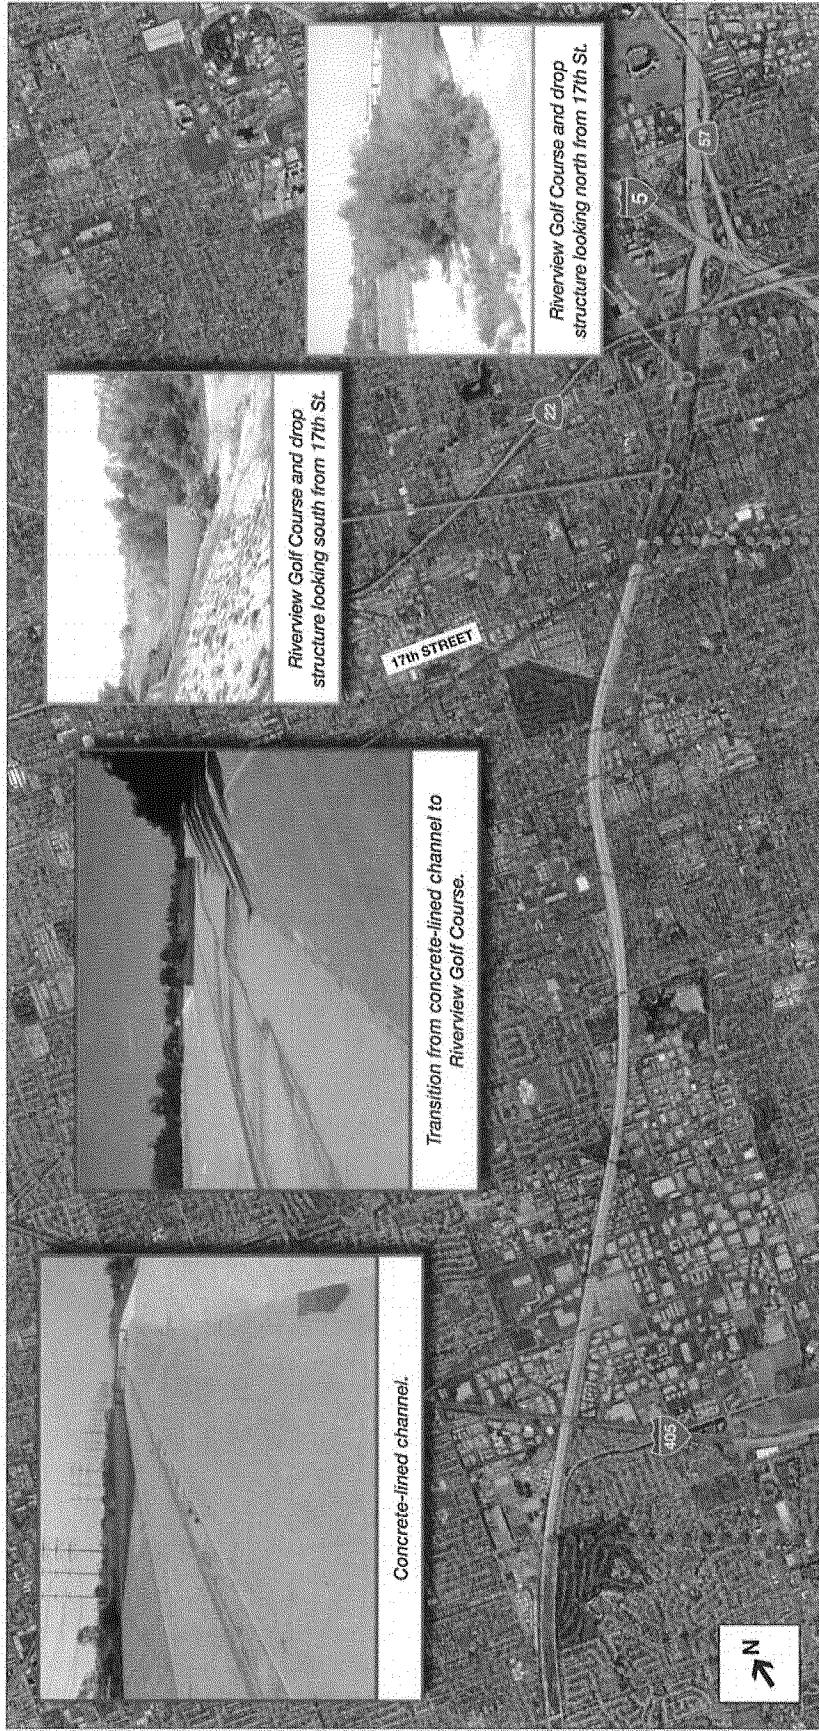 Concrete-lined channel.
Transition from concrete-lined channel to
Riverview Golf Course.
Riverview Golf Course and drop
structure looking south from 17th St.
Riverview Golf Course and drop
structure looking north from 17th St.
17th STREET
22
5
57
405
N